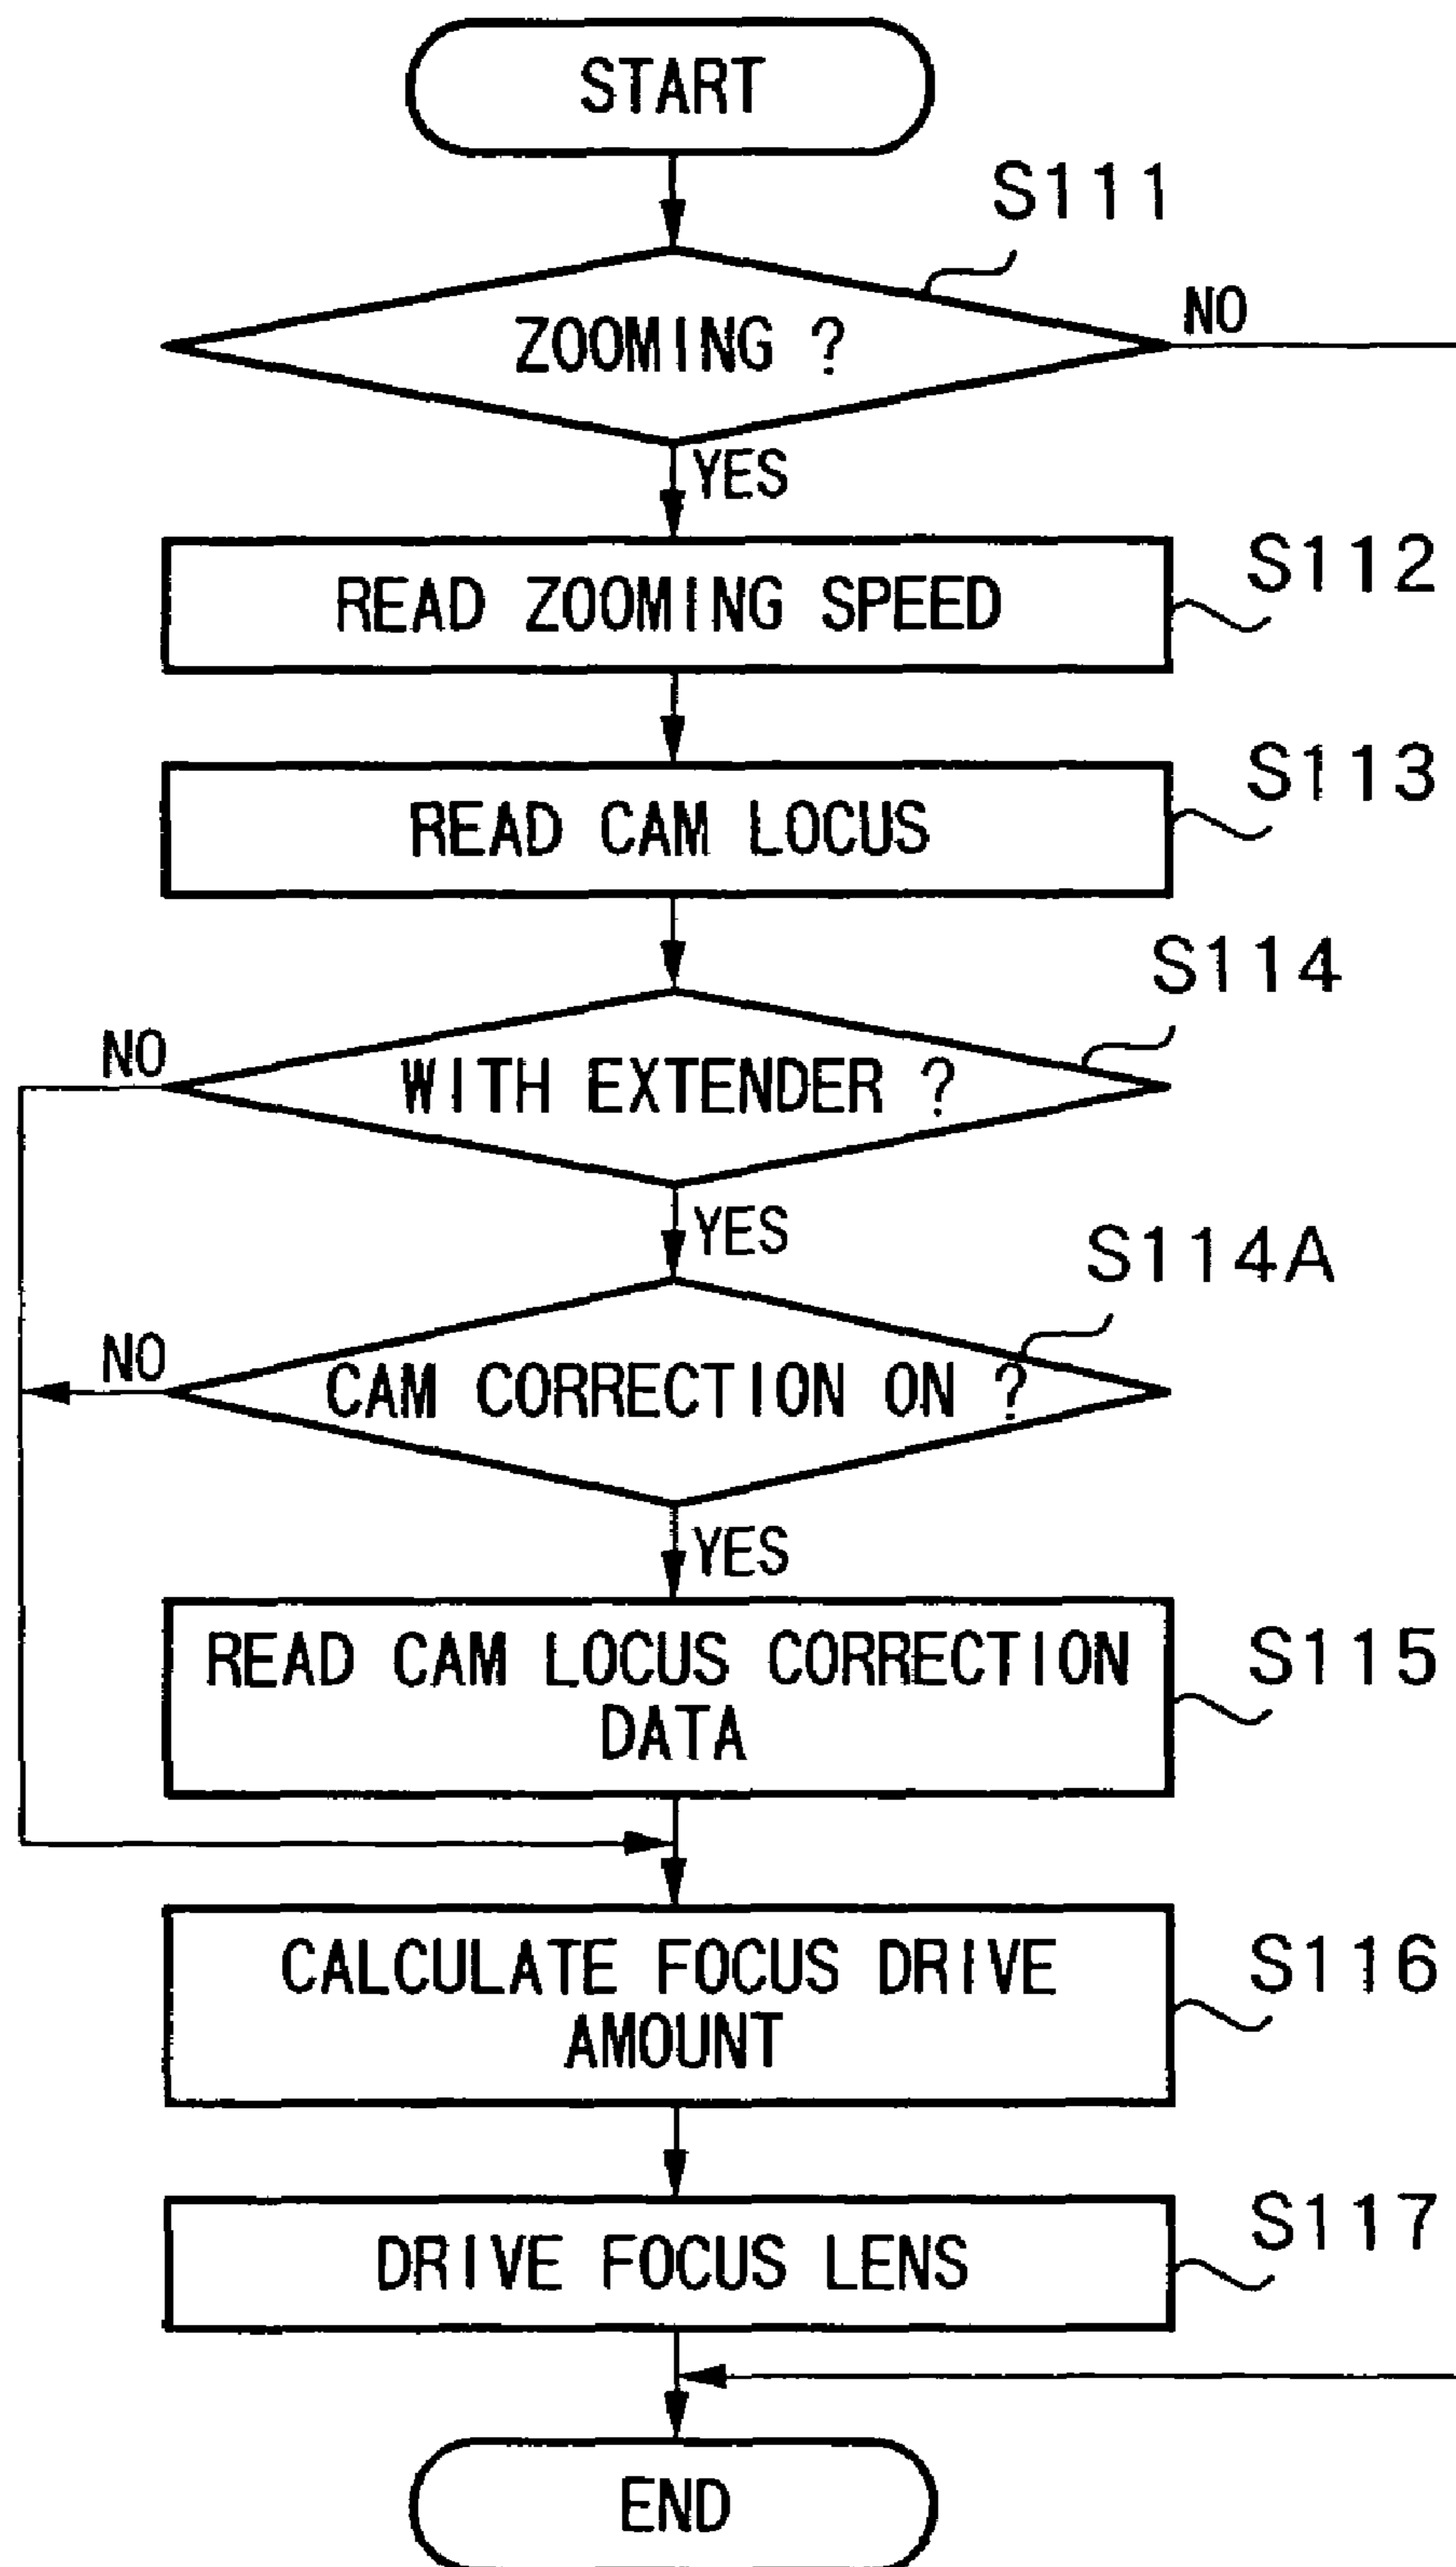 START
S111
ZOOMING ?
NO
YES
READ ZOOMING SPEED
S112
READ CAM LOCUS
S113
S114
NO
WITH EXTENDER ?
YES
S114A
NO
CAM CORRECTION ON ?
YES
READ CAM LOCUS CORRECTION
DATA
S115
CALCULATE FOCUS DRIVE
AMOUNT
S116
DRIVE FOCUS LENS
S117
END